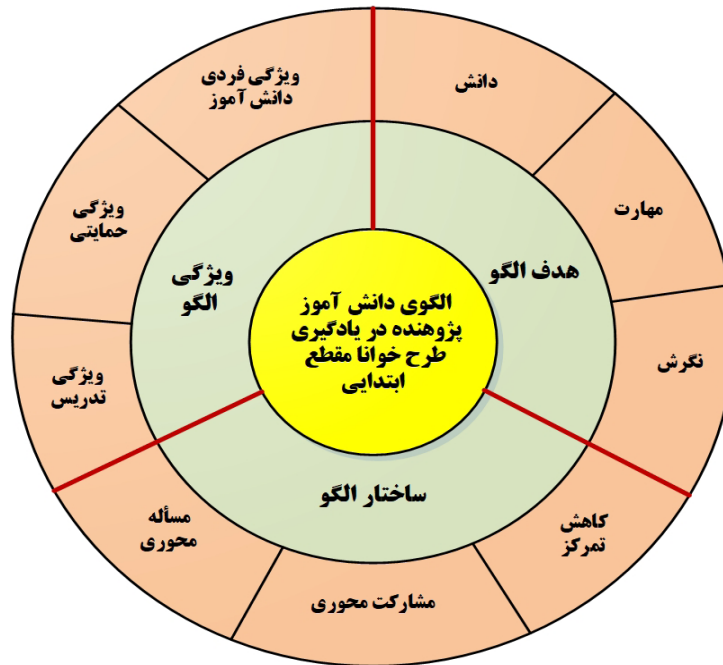 الگوی دانش آموز
پژوهنده در یادگیری
طرح خوانا مقطع
ابتدایی
هدف الگو
دانش
مهارت
نگرش
ساختار الگو
کاهش
تمرکز
مشارکت محوری
مسأله
محوری
ویژگی
الگو
ویژگی
تدریس
ویژگی
حمایتی
ویژگی فردی
دانش آموز